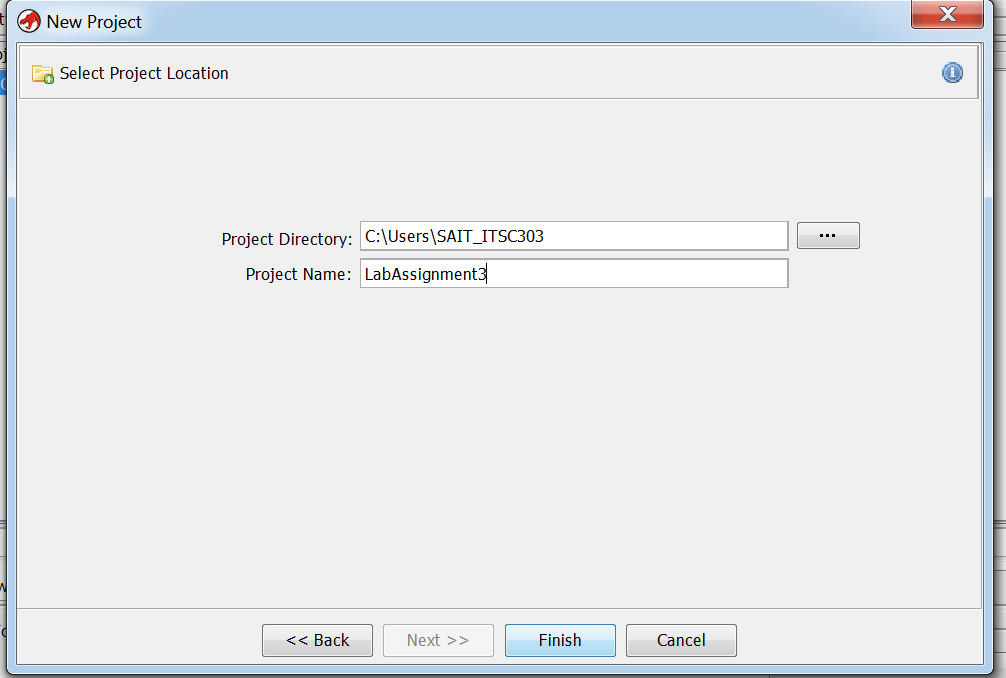 New Project
Select Project Location
Project Directory: C:\Users\SAIT_ITSC303 ...
Project Name: LabAssignment3
<< Back Next >> Finish Cancel